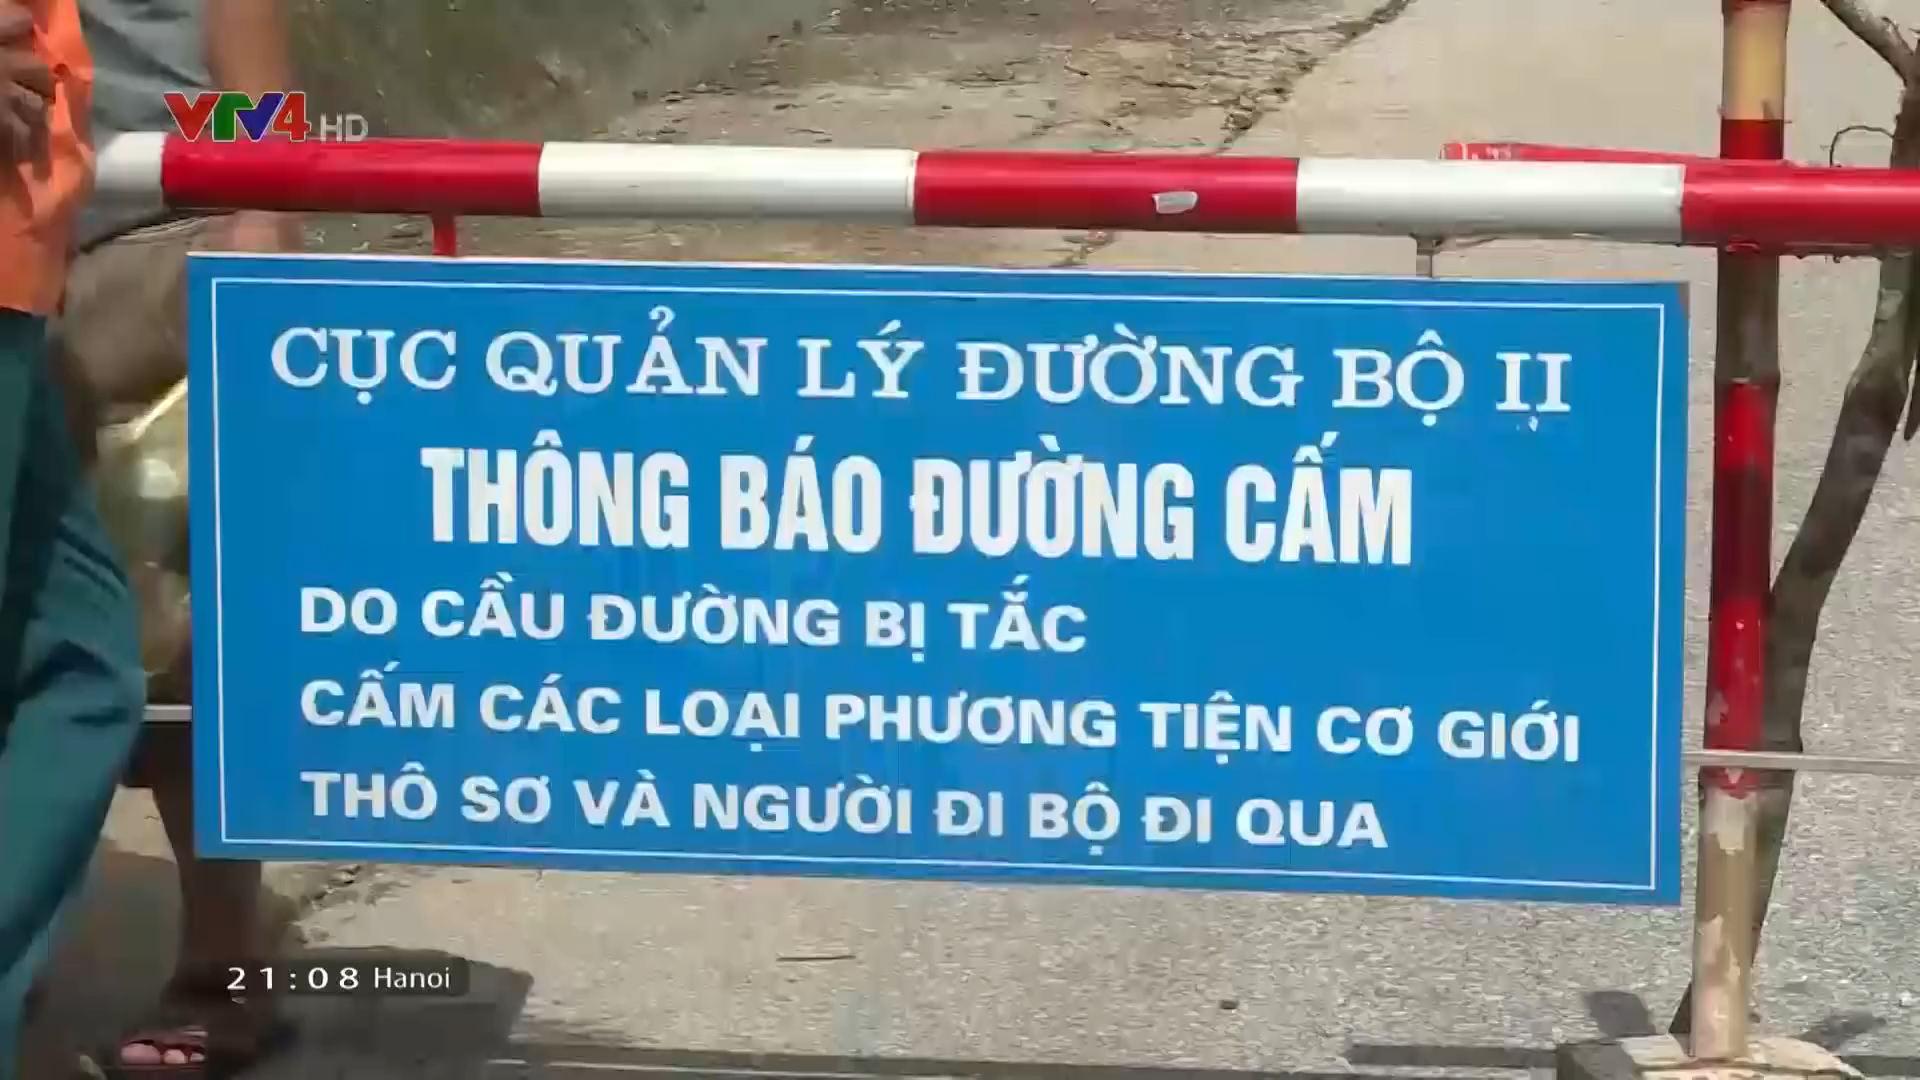 VTV4 HD
CỤC QUẢN LÝ ĐƯỜNG BỘ II
THÔNG BÁO ĐƯỜNG CẤM
DO CẦU ĐƯỜNG BỊ TẮC
CẤM CÁC LOẠI PHƯƠNG TIỆN CƠ GIỚI
THÔ SƠ VÀ NGƯỜI ĐI BỘ ĐI QUA
21:08 Hanoi